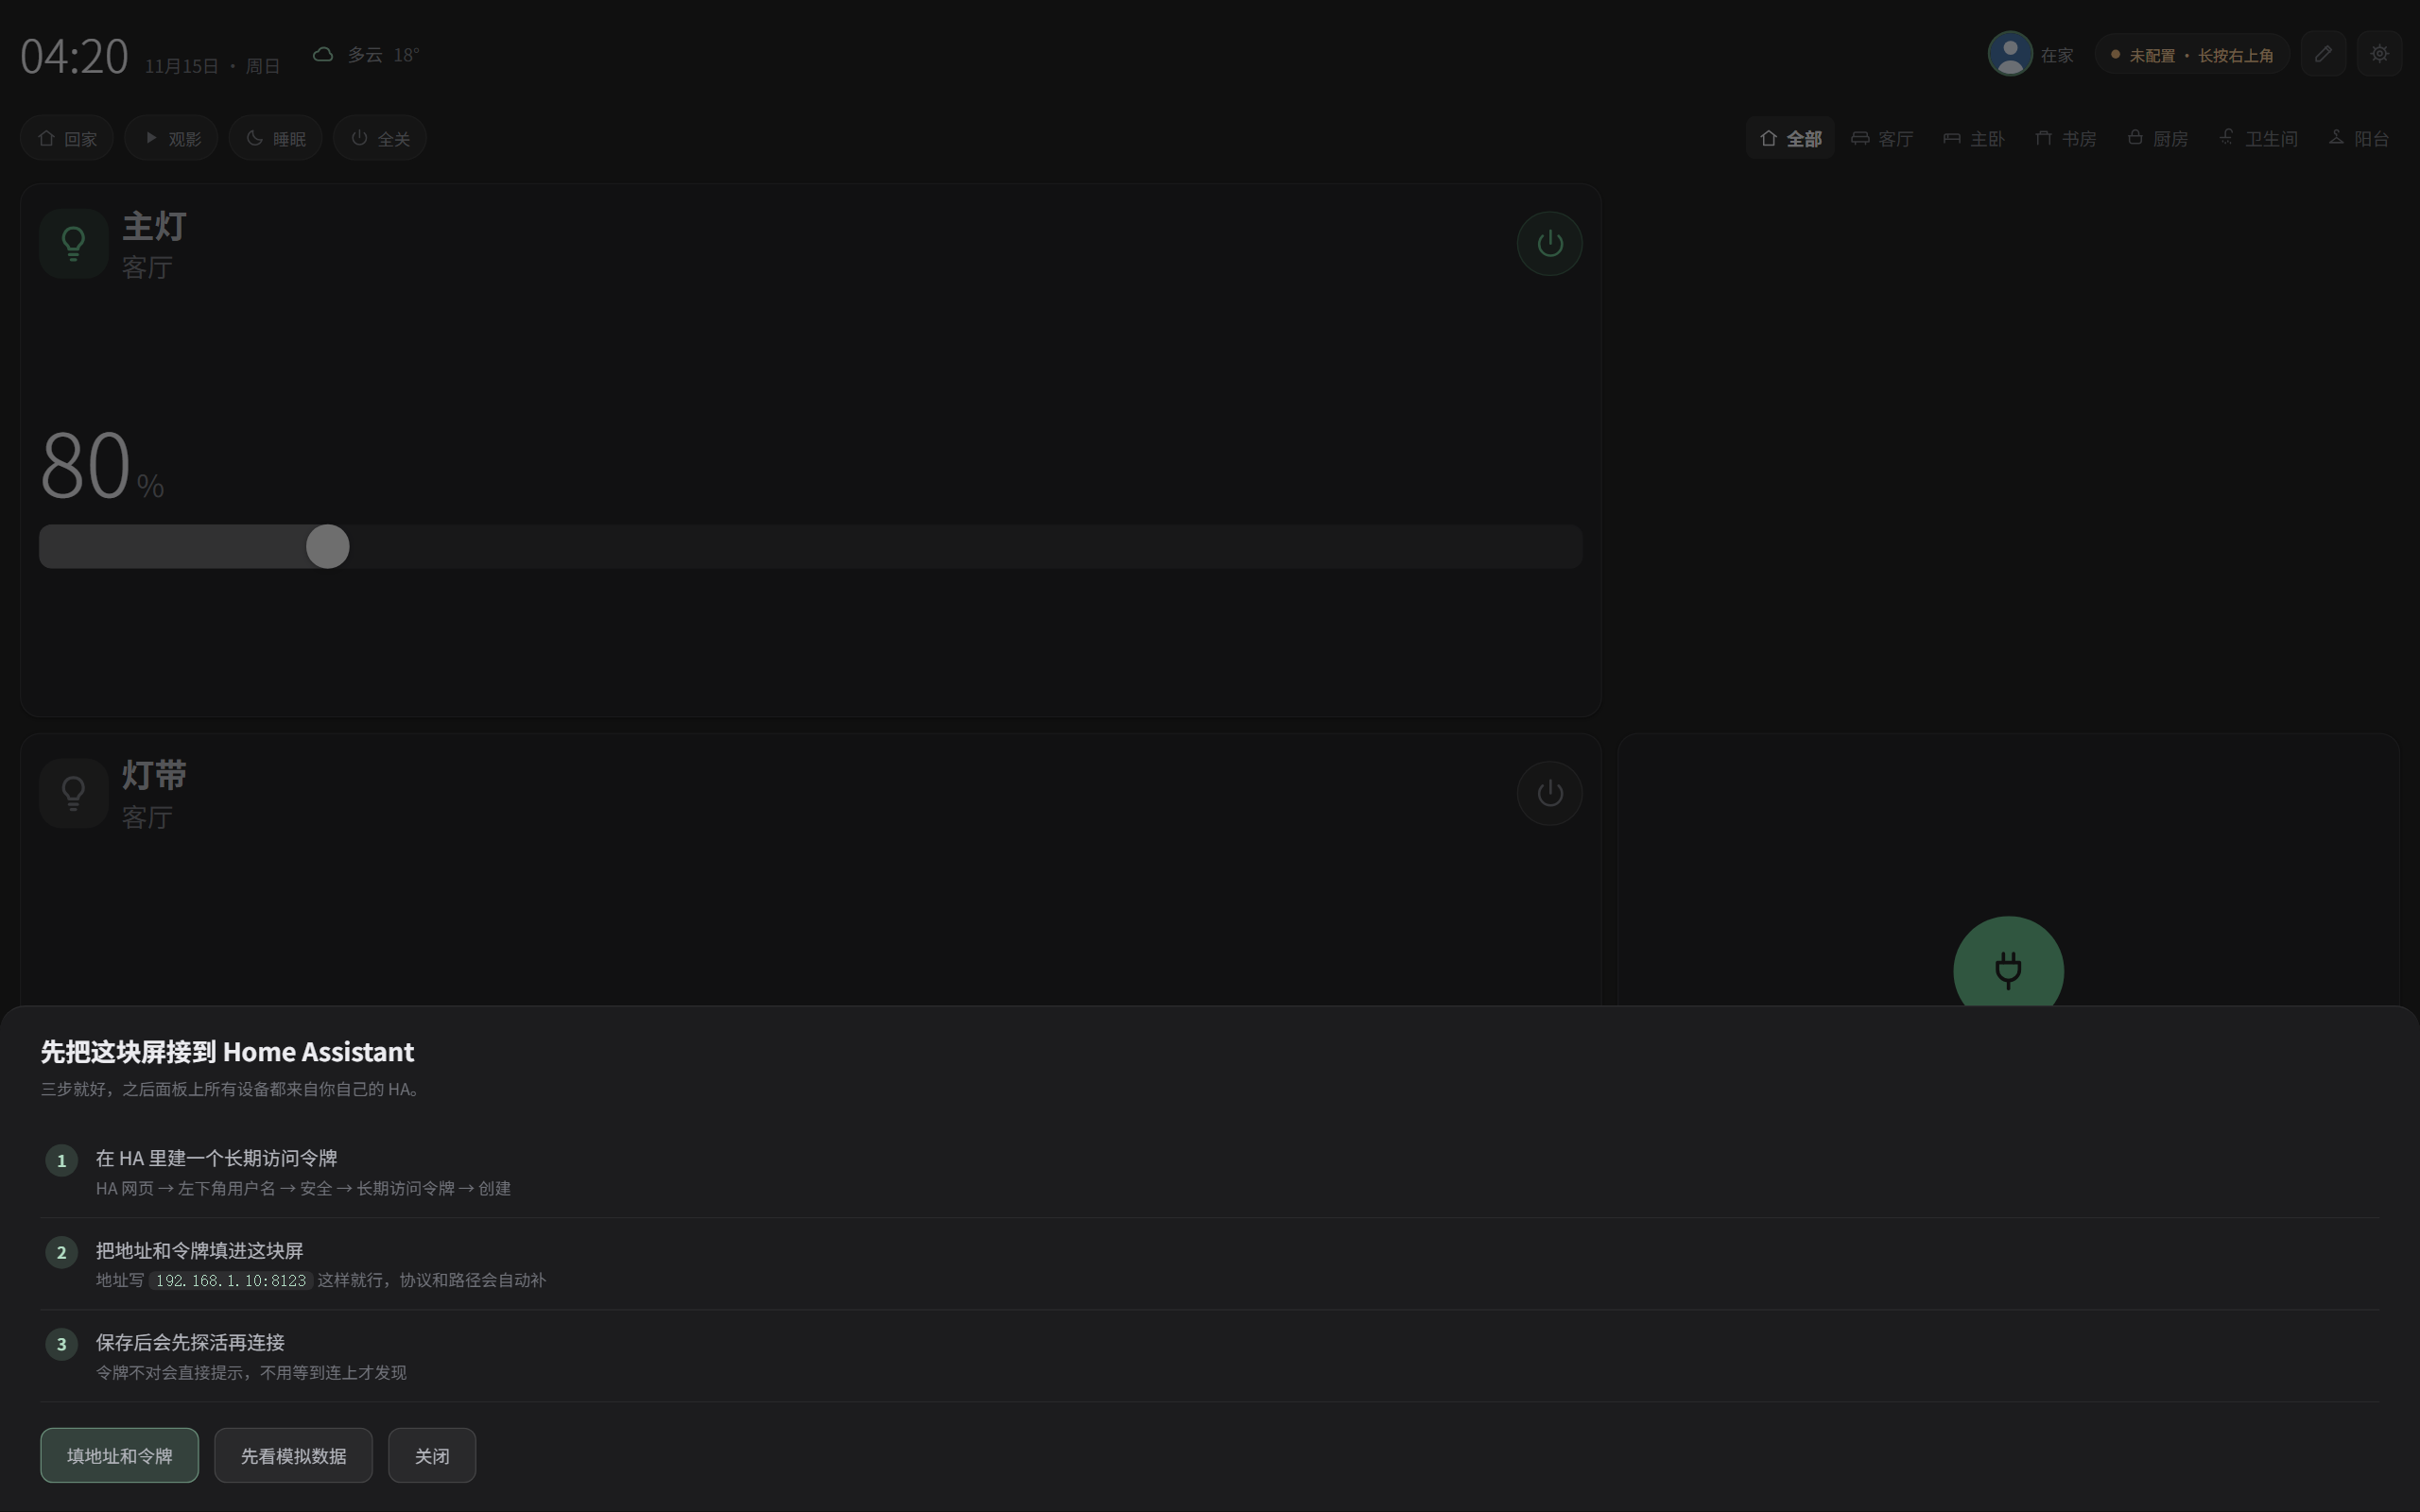 04:20 11月15日 · 周日 多云 18°
在家 未配置 · 长按右上角
回家 观影 睡眠 全关
全部 客厅 主卧 书房 厨房 卫生间 阳台
主灯
客厅
80%
灯带
客厅
先把这块屏接到 Home Assistant
三步就好，之后面板上所有设备都来自你自己的 HA。
1 在 HA 里建一个长期访问令牌
HA 网页 → 左下角用户名 → 安全 → 长期访问令牌 → 创建
2 把地址和令牌填进这块屏
地址写 192.168.1.10:8123 这样就行，协议和路径会自动补
3 保存后会先探活再连接
令牌不对会直接提示，不用等到连上才发现
填地址和令牌 先看模拟数据 关闭